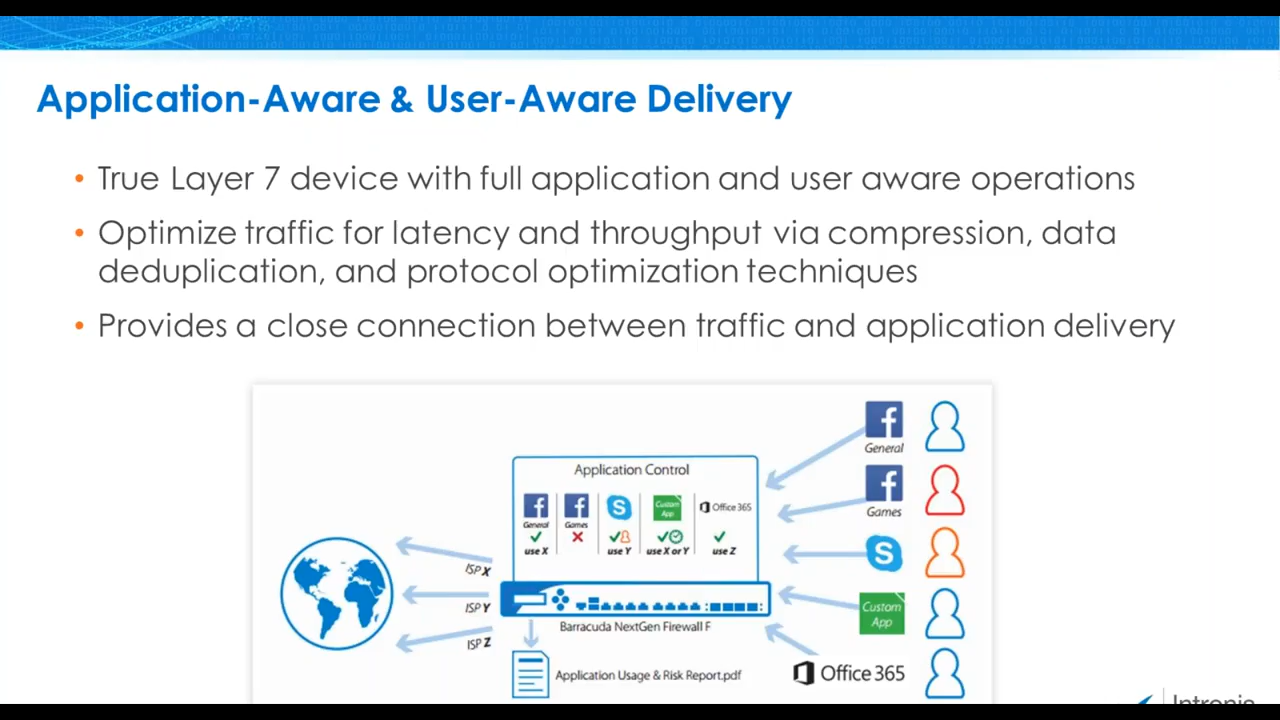 Application-Aware & User-Aware Delivery
• True Layer 7 device with full application and user aware operations
• Optimize traffic for latency and throughput via compression, data
deduplication, and protocol optimization techniques
• Provides a close connection between traffic and application delivery
Application Control
General
Games
S
Custom
App
Office 365
use X
use Y
use X or Y
use Z
ISP X
ISP Y
ISP Z
Barracuda NextGen Firewall F
Application Usage & Risk Report.pdf
f
General
f
Games
S
Custom
App
Office 365
Intronis